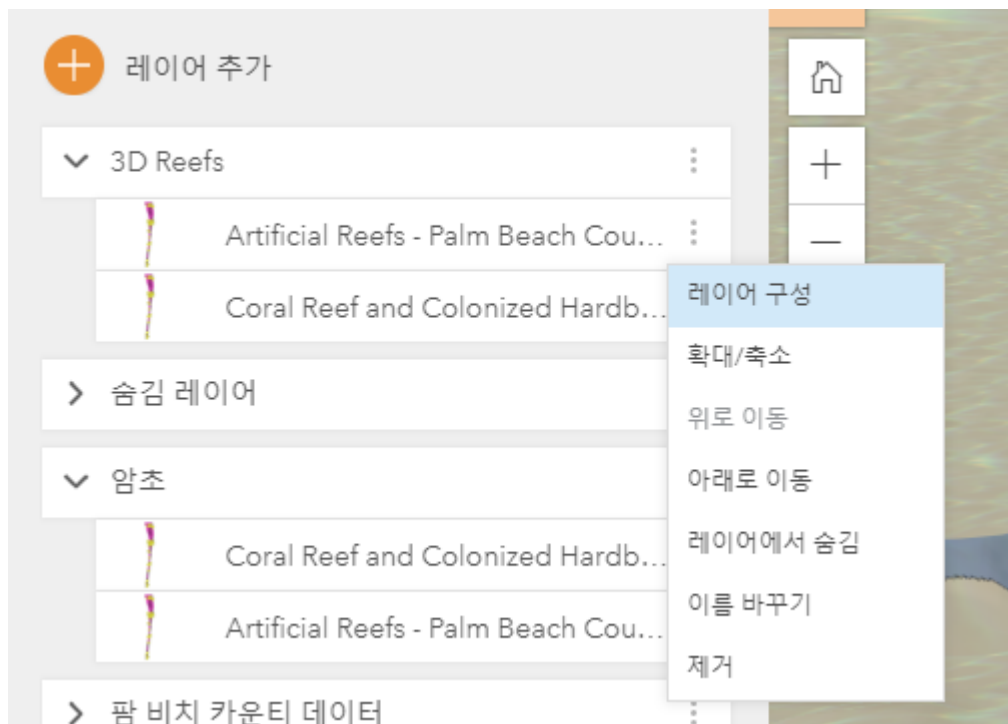 레이어 추가
3D Reefs
Artificial Reefs - Palm Beach Cou...
Coral Reef and Colonized Hardb...
숨김 레이어
암초
Coral Reef and Colonized Hardb...
Artificial Reefs - Palm Beach Cou...
팜 비치 카운티 데이터
레이어 구성
확대/축소
위로 이동
아래로 이동
레이어에서 숨김
이름 바꾸기
제거